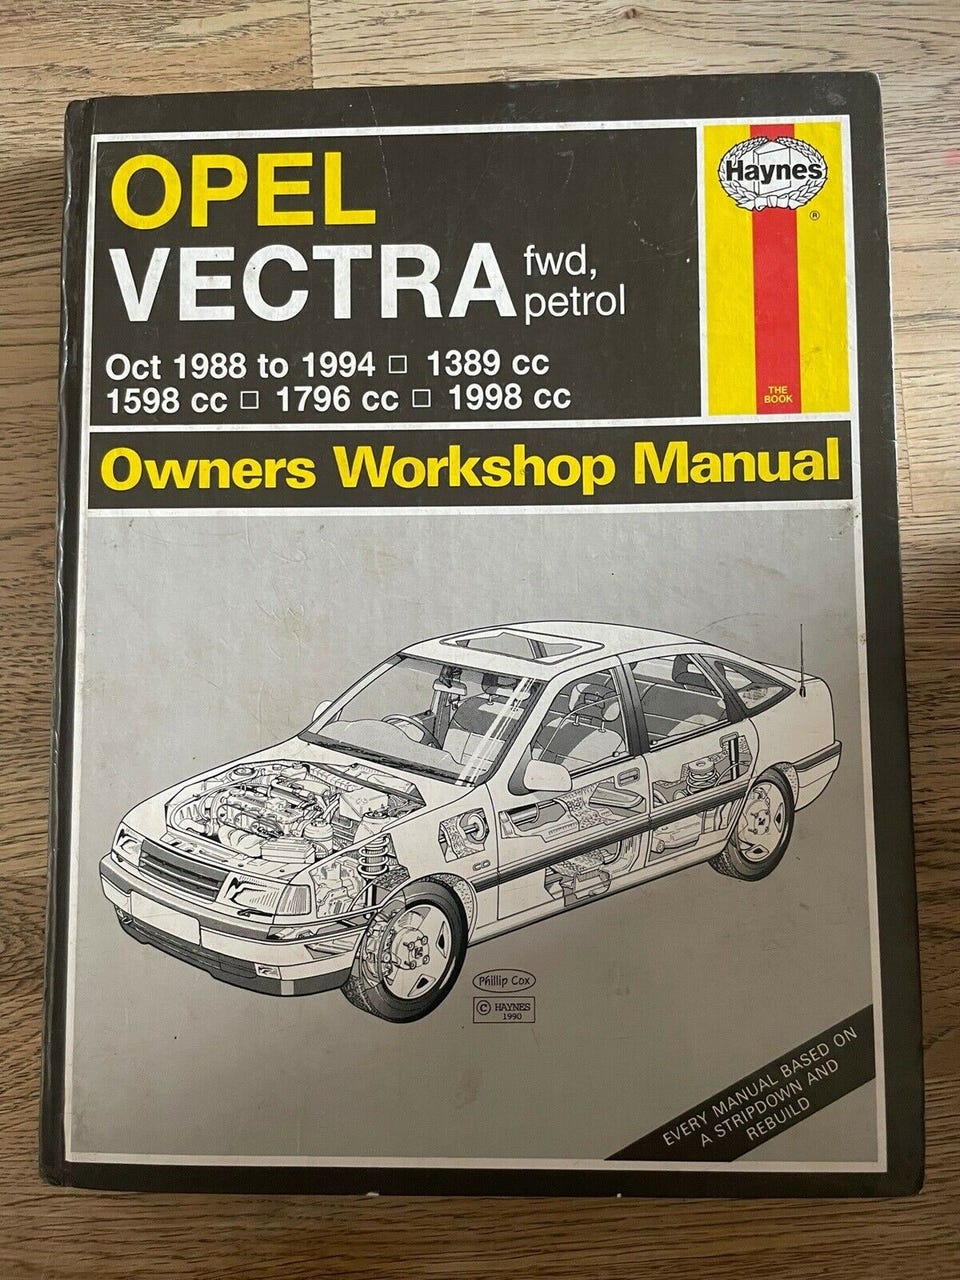 OPEL
Haynes
®
VECTRA fwd,
petrol
Oct 1988 to 1994 □ 1389 cc
1598 cc □ 1796 cc □ 1998 cc
THE
BOOK
Owners Workshop Manual
Phillip Cox
© HAYNES
1990
EVERY MANUAL BASED ON
A STRIPDOWN AND
REBUILD